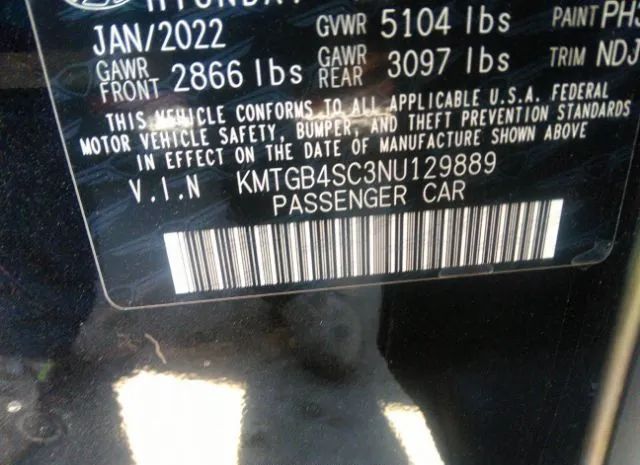 HYUNDAI
JAN/2022 GVWR 5104 lbs PAINT PH3
GAWR FRONT 2866 lbs GAWR REAR 3097 lbs TRIM NDJ
THIS VEHICLE CONFORMS TO ALL APPLICABLE U.S.A. FEDERAL
MOTOR VEHICLE SAFETY, BUMPER, AND THEFT PREVENTION STANDARDS
IN EFFECT ON THE DATE OF MANUFACTURE SHOWN ABOVE
V.I.N KMTGB4SC3NU129889
PASSENGER CAR